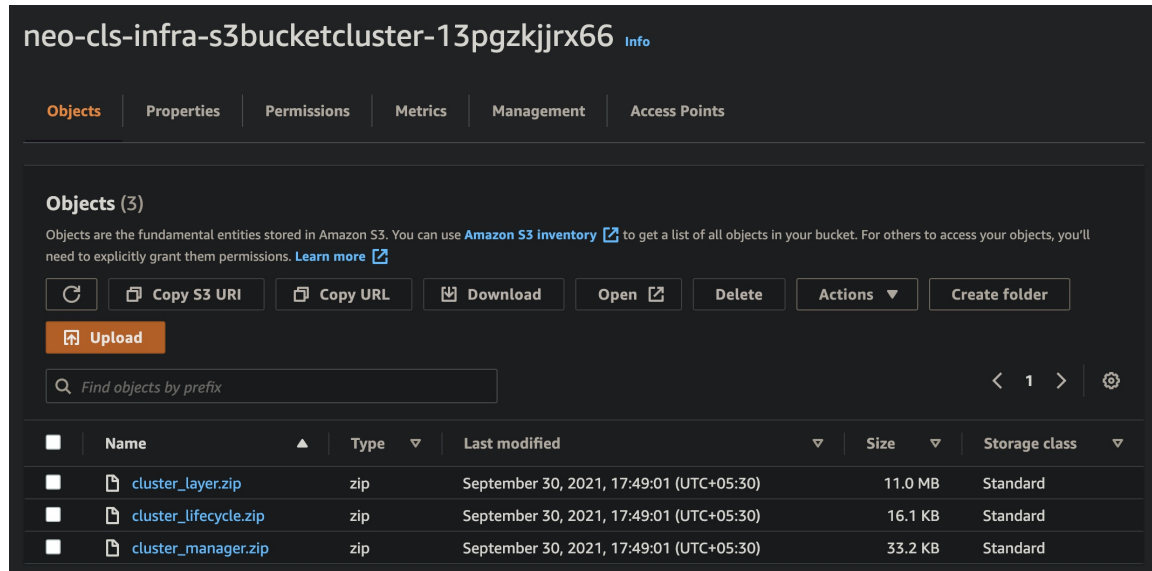 neo-cls-infra-s3bucketcluster-13pgzkjjrx66 Info
Objects Properties Permissions Metrics Management Access Points
Objects (3)
Objects are the fundamental entities stored in Amazon S3. You can use Amazon S3 inventory to get a list of all objects in your bucket. For others to access your objects, you'll
need to explicitly grant them permissions. Learn more
Copy S3 URI Copy URL Download Open Delete Actions Create folder
Upload
Find objects by prefix 1
Name Type Last modified Size Storage class
cluster_layer.zip zip September 30, 2021, 17:49:01 (UTC+05:30) 11.0 MB Standard
cluster_lifecycle.zip zip September 30, 2021, 17:49:01 (UTC+05:30) 16.1 KB Standard
cluster_manager.zip zip September 30, 2021, 17:49:01 (UTC+05:30) 33.2 KB Standard